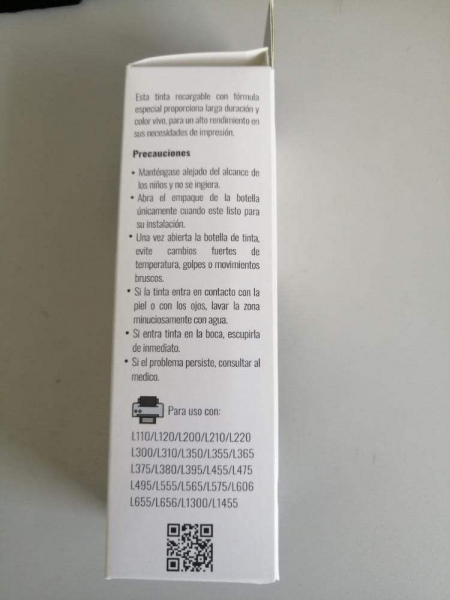 Esta tinta recargable con fórmula
especial proporciona larga duración y
color vivo, para un alto rendimiento en
sus necesidades de impresión.
Precauciones
• Manténgase alejado del alcance de
los niños y no se ingiera.
• Abra el empaque de la botella
únicamente cuando este listo para
su instalación.
• Una vez abierta la botella de tinta,
evite cambios fuertes de
temperatura, golpes o movimientos
bruscos.
• Si la tinta entra en contacto con la
piel o con los ojos, lavar la zona
minuciosamente con agua.
• Si entra tinta en la boca, escupirla
de inmediato.
• Si el problema persiste, consultar al
medico.
Para uso con:
L110/L120/L200/L210/L220
L300/L310/L350/L355/L365
L375/L380/L395/L455/L475
L495/L555/L565/L575/L606
L655/L656/L1300/L1455